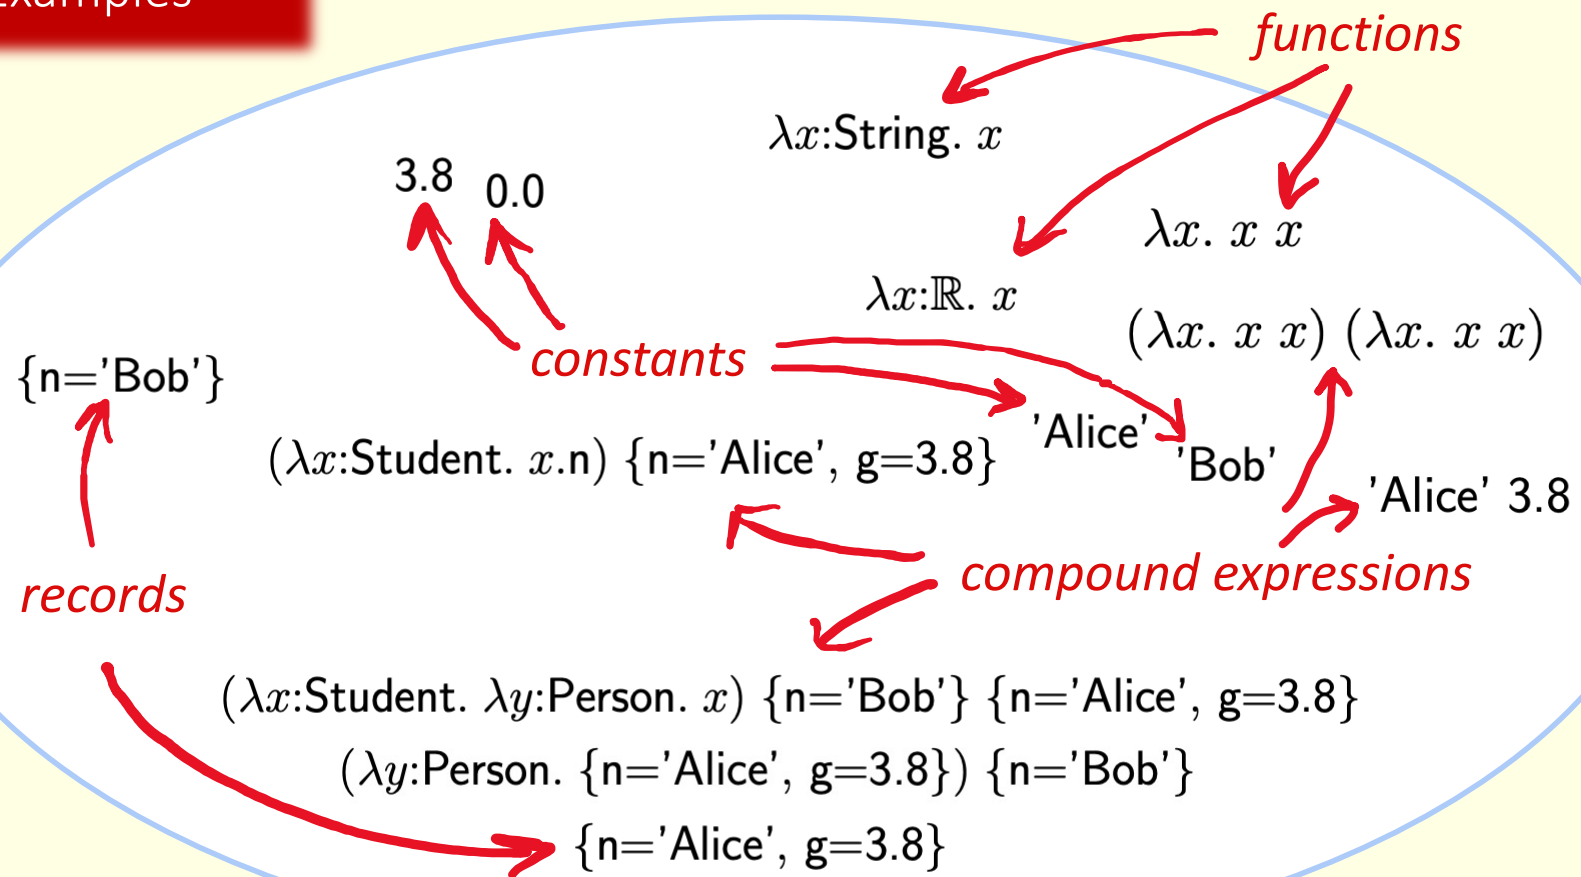 Examples
functions
λx:String. x
3.8 0.0
λx. x x
λx:ℝ. x
(λx. x x) (λx. x x)
constants
{n='Bob'}
'Alice'
(λx:Student. x.n) {n='Alice', g=3.8}
'Bob'
'Alice' 3.8
compound expressions
records
(λx:Student. λy:Person. x) {n='Bob'} {n='Alice', g=3.8}
(λy:Person. {n='Alice', g=3.8}) {n='Bob'}
{n='Alice', g=3.8}